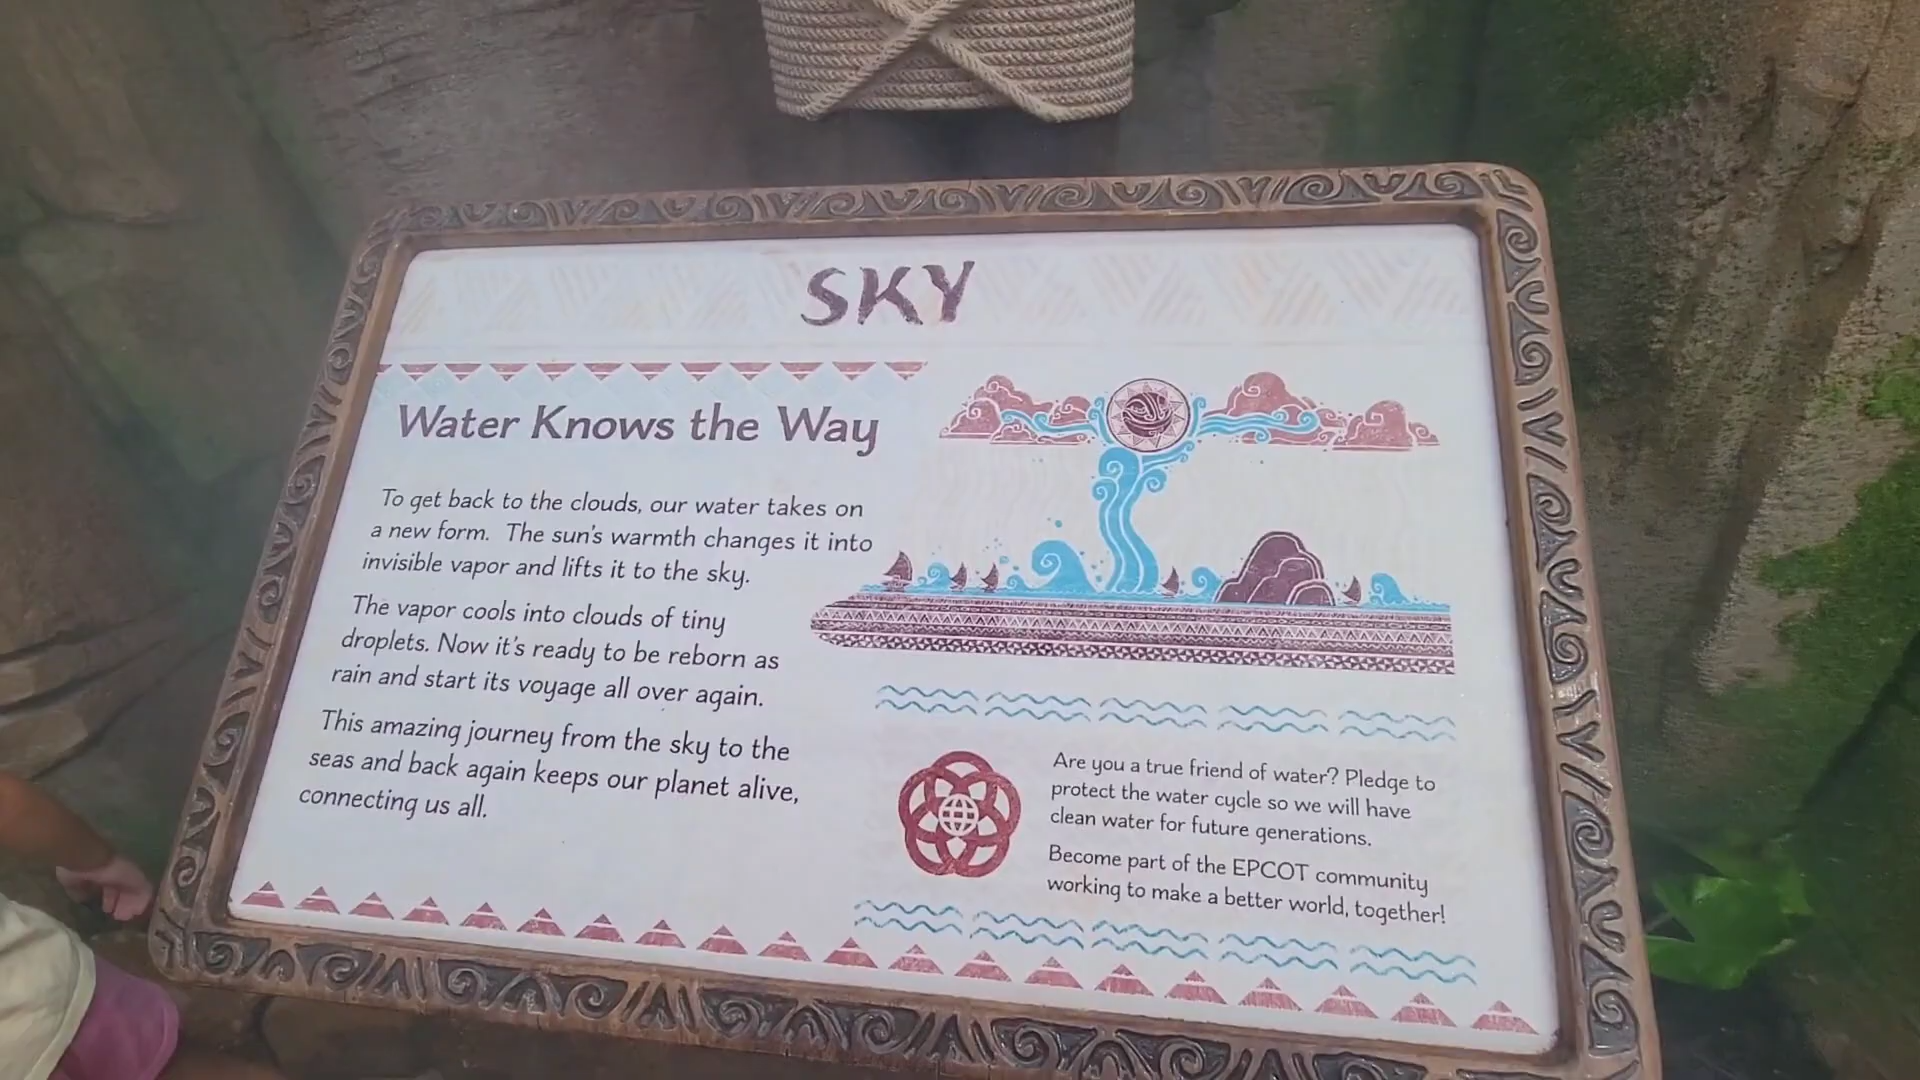 SKY
Water Knows the Way
To get back to the clouds, our water takes on
a new form. The sun's warmth changes it into
invisible vapor and lifts it to the sky.
The vapor cools into clouds of tiny
droplets. Now it's ready to be reborn as
rain and start its voyage all over again.
This amazing journey from the sky to the
seas and back again keeps our planet alive,
connecting us all.
Are you a true friend of water? Pledge to
protect the water cycle so we will have
clean water for future generations.
Become part of the EPCOT community
working to make a better world, together!